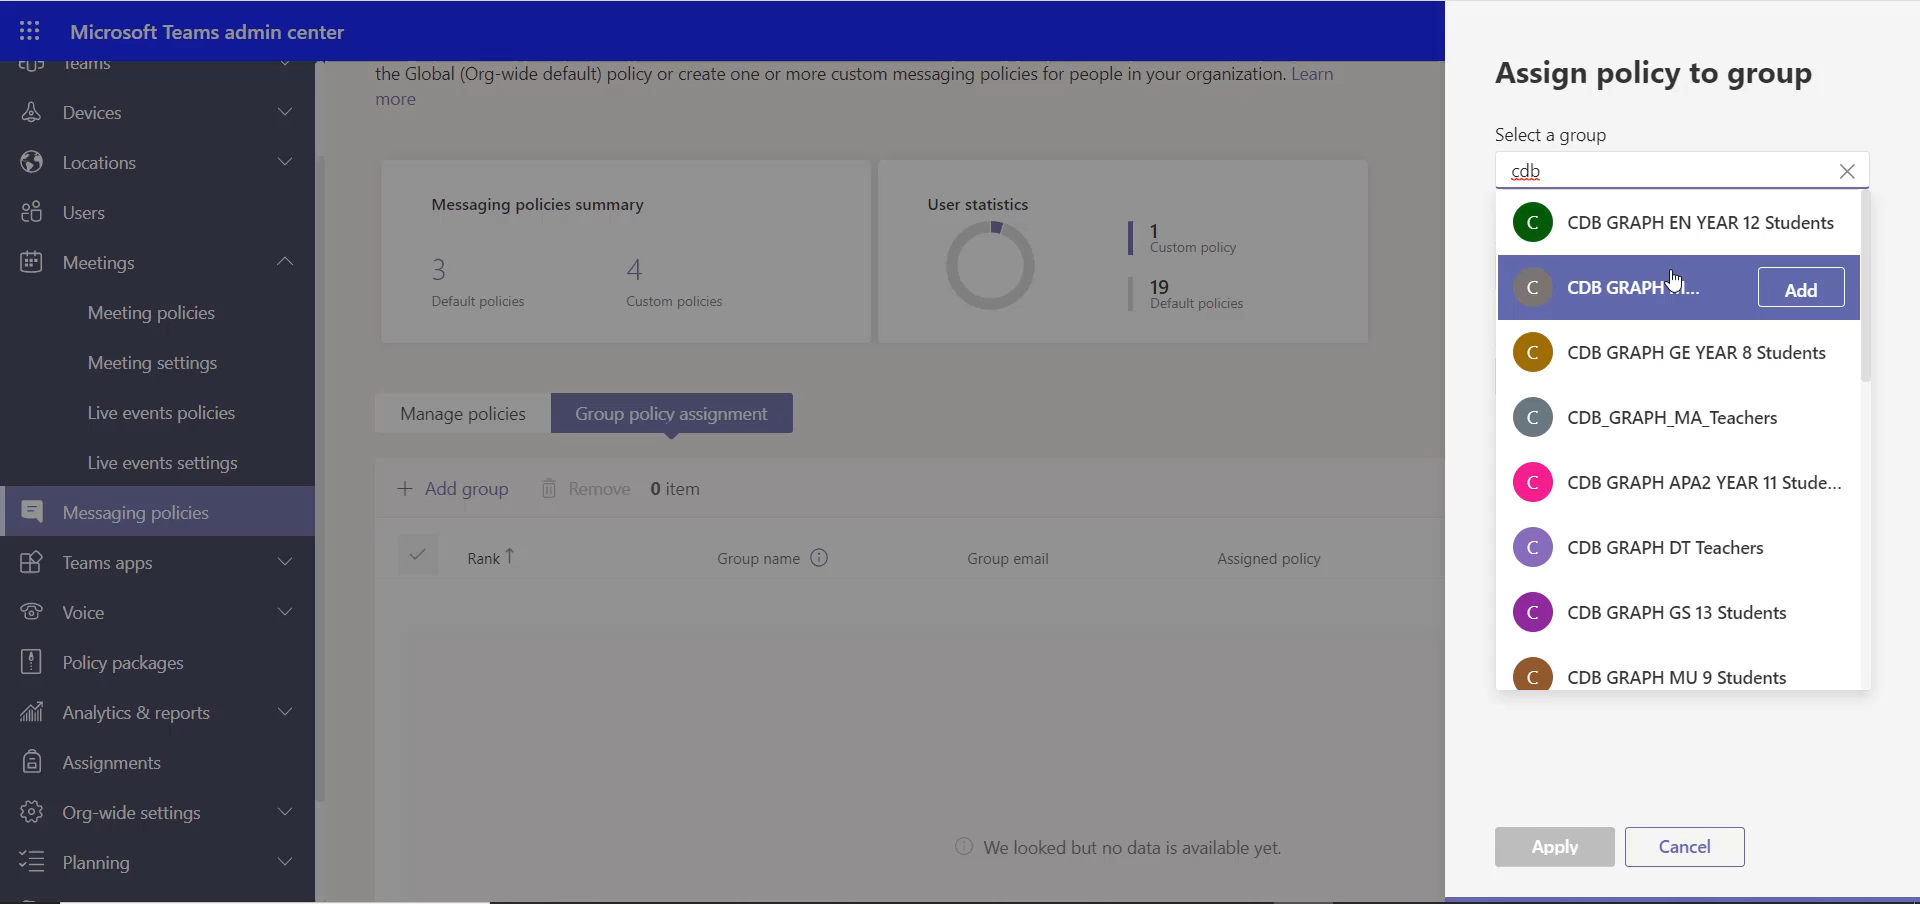 Microsoft Teams admin center
Teams
Devices
Locations
Users
Meetings
Meeting policies
Meeting settings
Live events policies
Live events settings
Messaging policies
Teams apps
Voice
Policy packages
Analytics & reports
Assignments
Org-wide settings
Planning
the Global (Org-wide default) policy or create one or more custom messaging policies for people in your organization. Learn
more
Messaging policies summary
3
Default policies
4
Custom policies
User statistics
1
Custom policy
19
Default policies
Manage policies
Group policy assignment
Add group
Remove
0 item
Rank
Group name
Group email
Assigned policy
We looked but no data is available yet.
Assign policy to group
Select a group
cdb
C CDB GRAPH EN YEAR 12 Students
C CDB GRAPH
Add
C CDB GRAPH GE YEAR 8 Students
C CDB_GRAPH_MA_Teachers
C CDB GRAPH APA2 YEAR 11 Stude...
C CDB GRAPH DT Teachers
C CDB GRAPH GS 13 Students
C CDB GRAPH MU 9 Students
Apply
Cancel